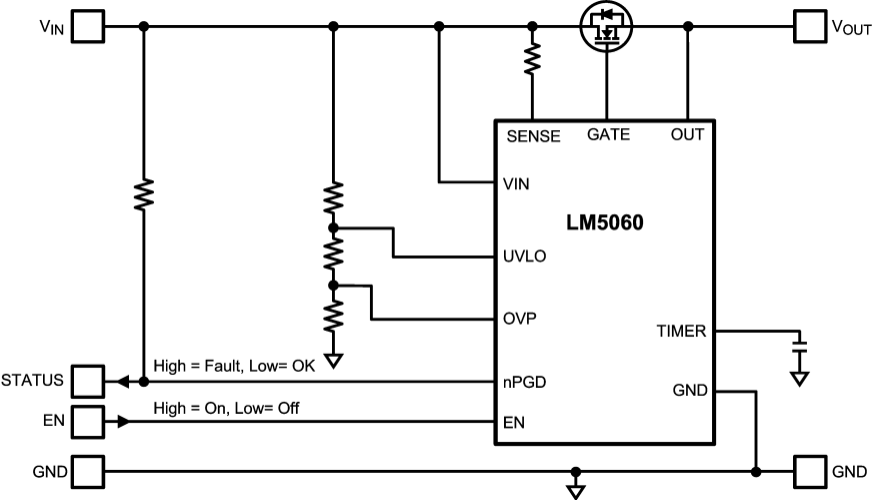 VIN
VOUT
SENSE
GATE
OUT
VIN
LM5060
UVLO
OVP
TIMER
High = Fault, Low= OK
STATUS
nPGD
GND
High = On, Low= Off
EN
EN
GND
GND